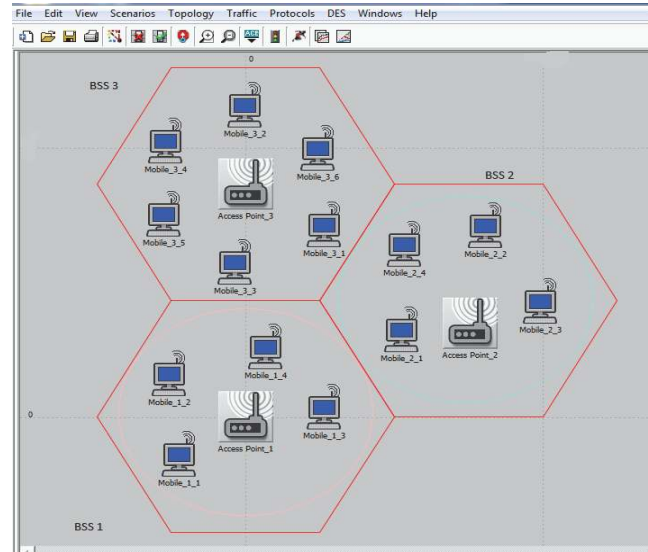 File Edit View Scenarios Topology Traffic Protocols DES Windows Help
ACE
0
BSS 3
Mobile_3_2
Mobile_3_4
Mobile_3_6
Access Point_3
BSS 2
Mobile_3_5
Mobile_3_1
Mobile_2_2
Mobile_2_4
Mobile_3_3
Mobile_2_3
Mobile_2_1
Access Point_2
Mobile_1_4
Mobile_1_2
0
Mobile_1_3
Access Point_1
Mobile_1_1
BSS 1